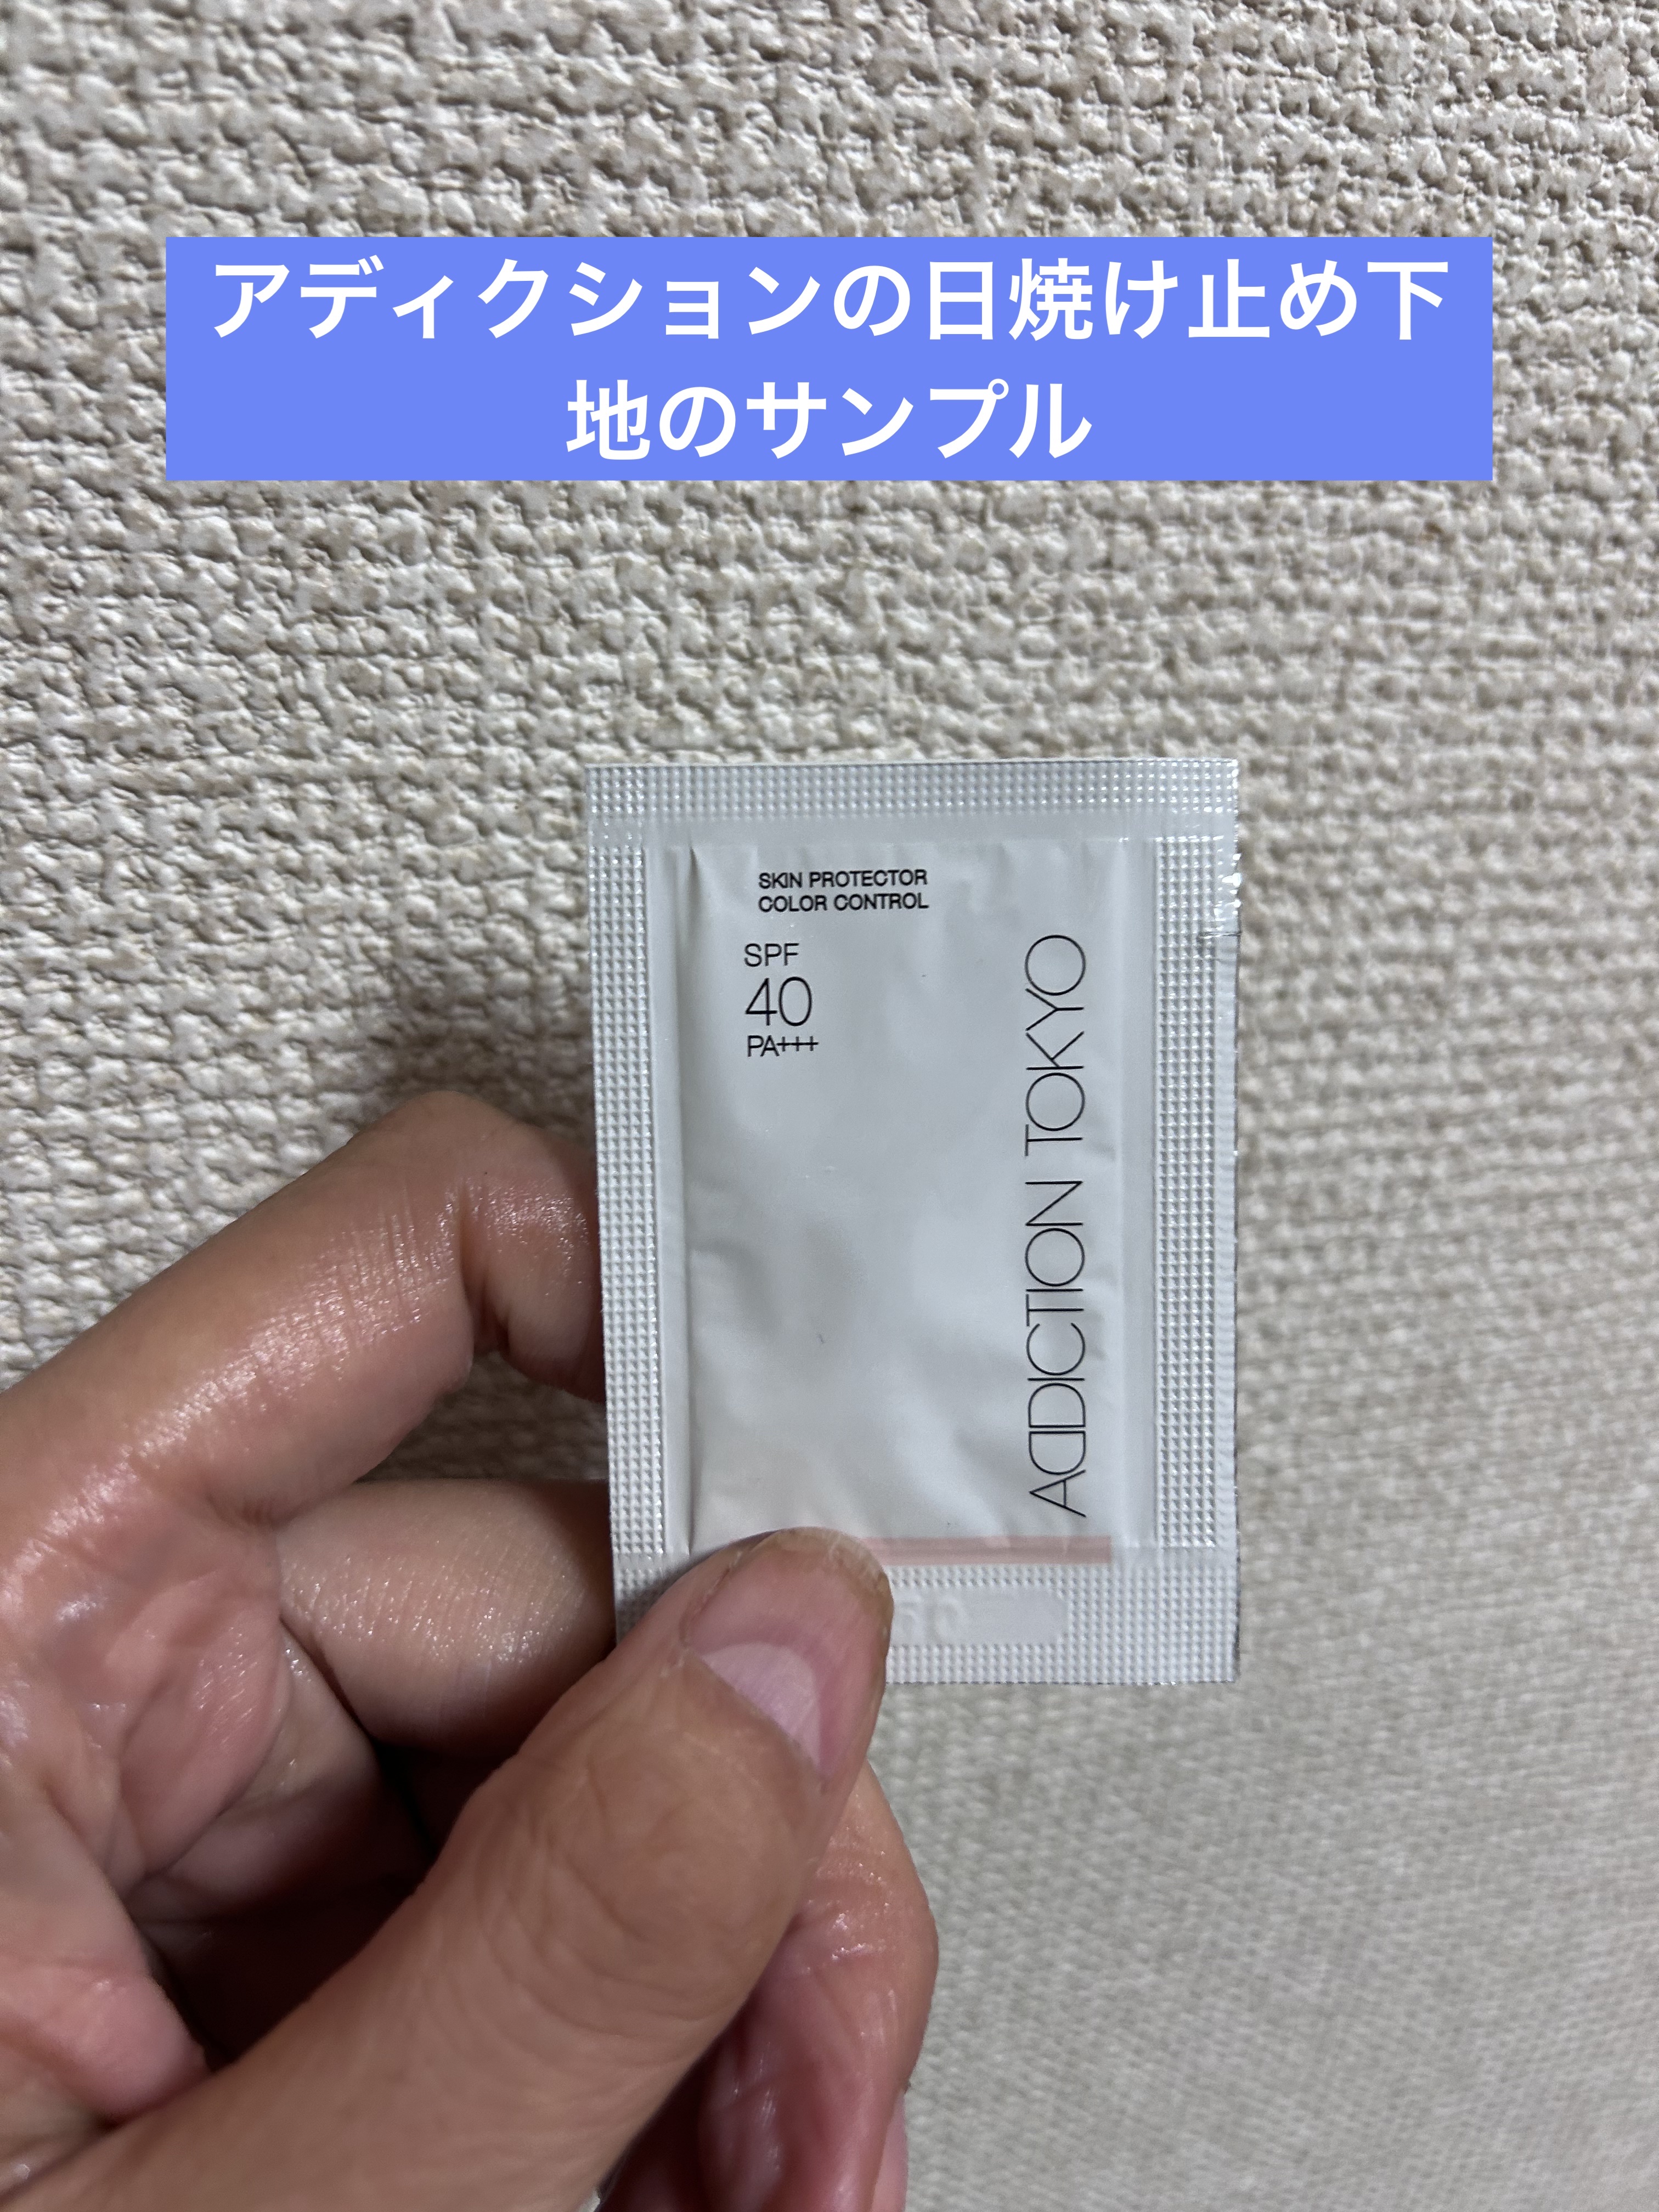 アディクションの日焼け止め下
地のサンプル
SKIN PROTECTOR
COLOR CONTROL
SPF
40
PA+++
ADDICTION TOKYO